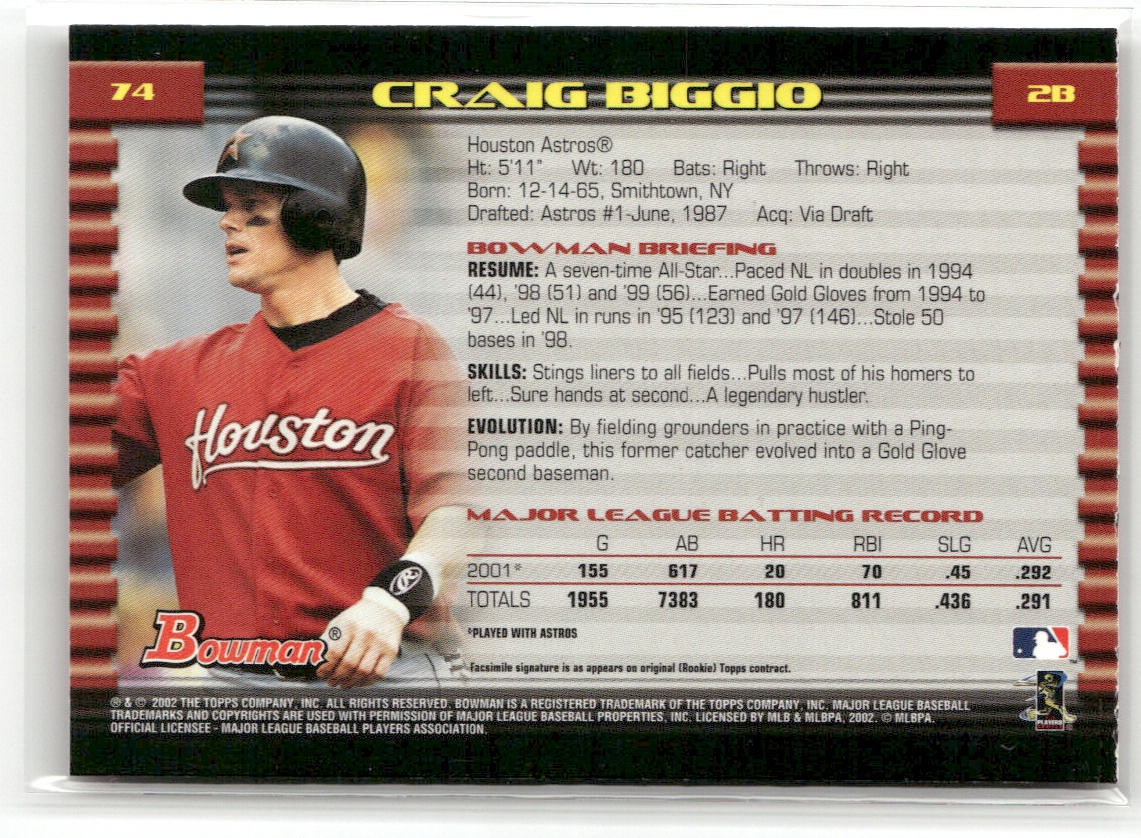 74
CRAIG BIGGIO
2B
Houston Astros®
Ht: 5'11" Wt: 180 Bats: Right Throws: Right
Born: 12-14-65, Smithtown, NY
Drafted: Astros #1-June, 1987 Acq: Via Draft
BOWMAN BRIEFING
RESUME: A seven-time All-Star...Paced NL in doubles in 1994
(44), '98 (51) and '99 (56)...Earned Gold Gloves from 1994 to
'97...Led NL in runs in '95 (123) and '97 (146)...Stole 50
bases in '98.
SKILLS: Stings liners to all fields...Pulls most of his homers to
left...Sure hands at second...A legendary hustler.
EVOLUTION: By fielding grounders in practice with a Ping-
Pong paddle, this former catcher evolved into a Gold Glove
second baseman.
MAJOR LEAGUE BATTING RECORD
G AB HR RBI SLG AVG
2001* 155 617 20 70 .45 .292
TOTALS 1955 7383 180 811 .436 .291
*PLAYED WITH ASTROS
Facsimile signature is as appears on original (Rookie) Topps contract.
Houston
R
Bowman®
™
PLAYERS
® & © 2002 THE TOPPS COMPANY, INC. ALL RIGHTS RESERVED. BOWMAN IS A REGISTERED TRADEMARK OF THE TOPPS COMPANY, INC. MAJOR LEAGUE BASEBALL
TRADEMARKS AND COPYRIGHTS ARE USED WITH PERMISSION OF MAJOR LEAGUE BASEBALL PROPERTIES, INC. LICENSED BY MLB & MLBPA, 2002. © MLBPA.
OFFICIAL LICENSEE - MAJOR LEAGUE BASEBALL PLAYERS ASSOCIATION.